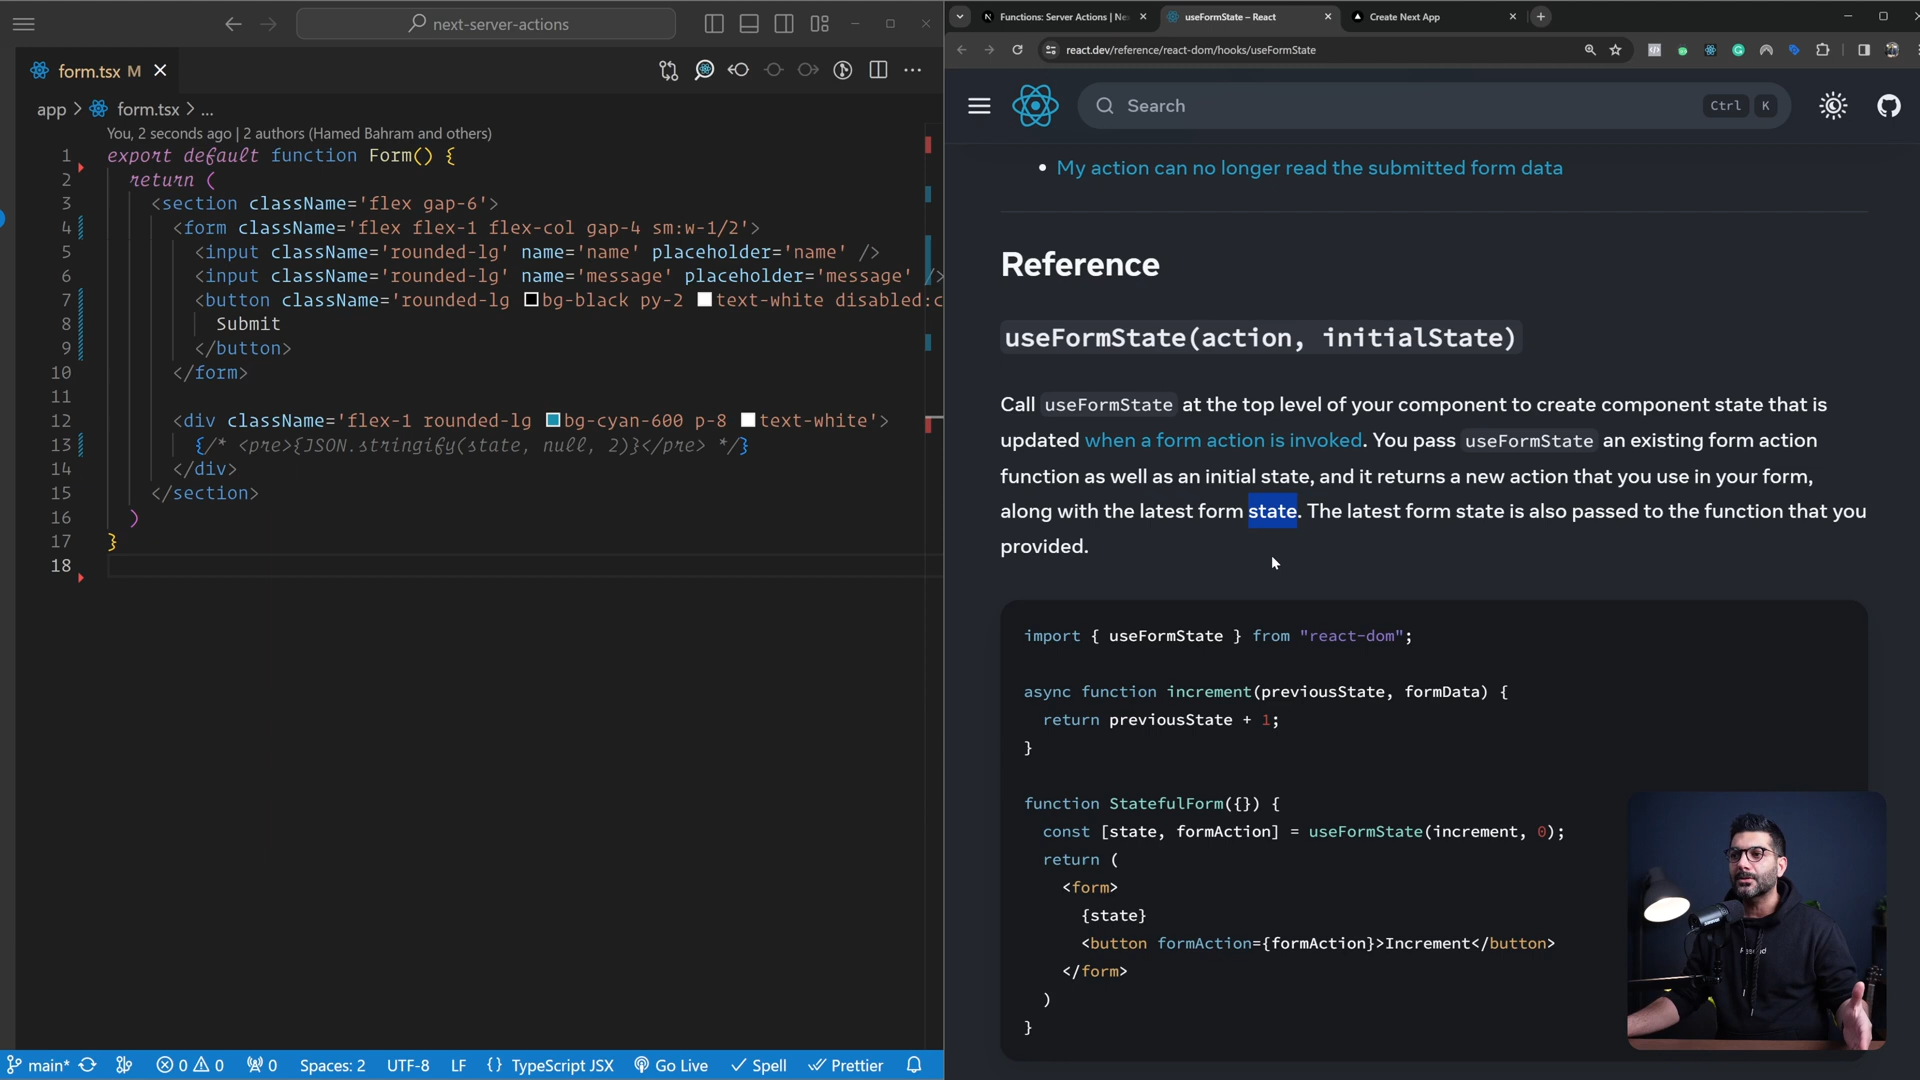 next-server-actions
form.tsx M
app > form.tsx > ...
You, 2 seconds ago | 2 authors (Hamed Bahram and others)
1 export default function Form() {
2 return (
3 <section className='flex gap-6'>
4 <form className='flex flex-1 flex-col gap-4 sm:w-1/2'>
5 <input className='rounded-lg' name='name' placeholder='name' />
6 <input className='rounded-lg' name='message' placeholder='message' />
7 <button className='rounded-lg bg-black py-2 text-white disabled:c
8 Submit
9 </button>
10 </form>
11
12 <div className='flex-1 rounded-lg bg-cyan-600 p-8 text-white'>
13 {/* <pre>{JSON.stringify(state, null, 2)}</pre> */}
14 </div>
15 </section>
16 )
17 }
18
main* 0 0 0 Spaces: 2 UTF-8 LF {} TypeScript JSX Go Live Spell Prettier
Functions: Server Actions | Ne
useFormState – React
Create Next App
react.dev/reference/react-dom/hooks/useFormState
Search Ctrl K
• My action can no longer read the submitted form data
Reference
useFormState(action, initialState)
Call useFormState at the top level of your component to create component state that is
updated when a form action is invoked. You pass useFormState an existing form action
function as well as an initial state, and it returns a new action that you use in your form,
along with the latest form state. The latest form state is also passed to the function that you
provided.
import { useFormState } from "react-dom";
async function increment(previousState, formData) {
return previousState + 1;
}
function StatefulForm({}) {
const [state, formAction] = useFormState(increment, 0);
return (
<form>
{state}
<button formAction={formAction}>Increment</button>
</form>
)
}